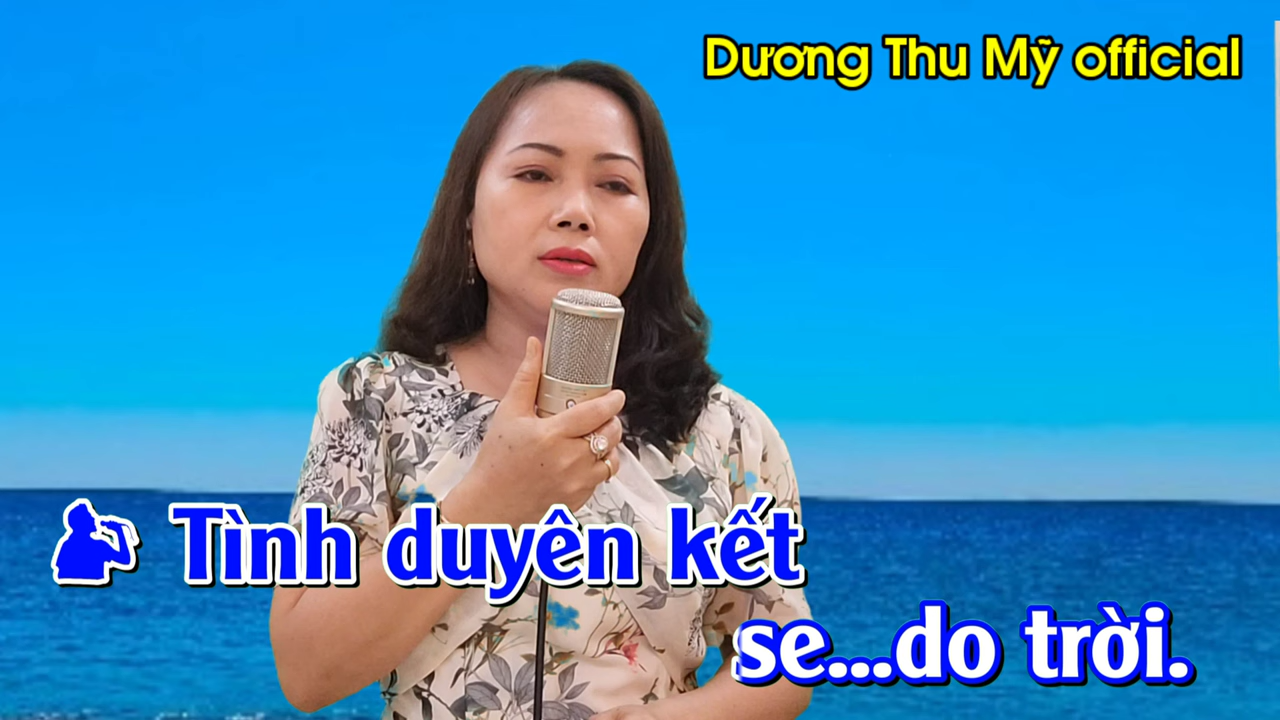 Dương Thu Mỹ official
Tình duyên kết
se...do trời.